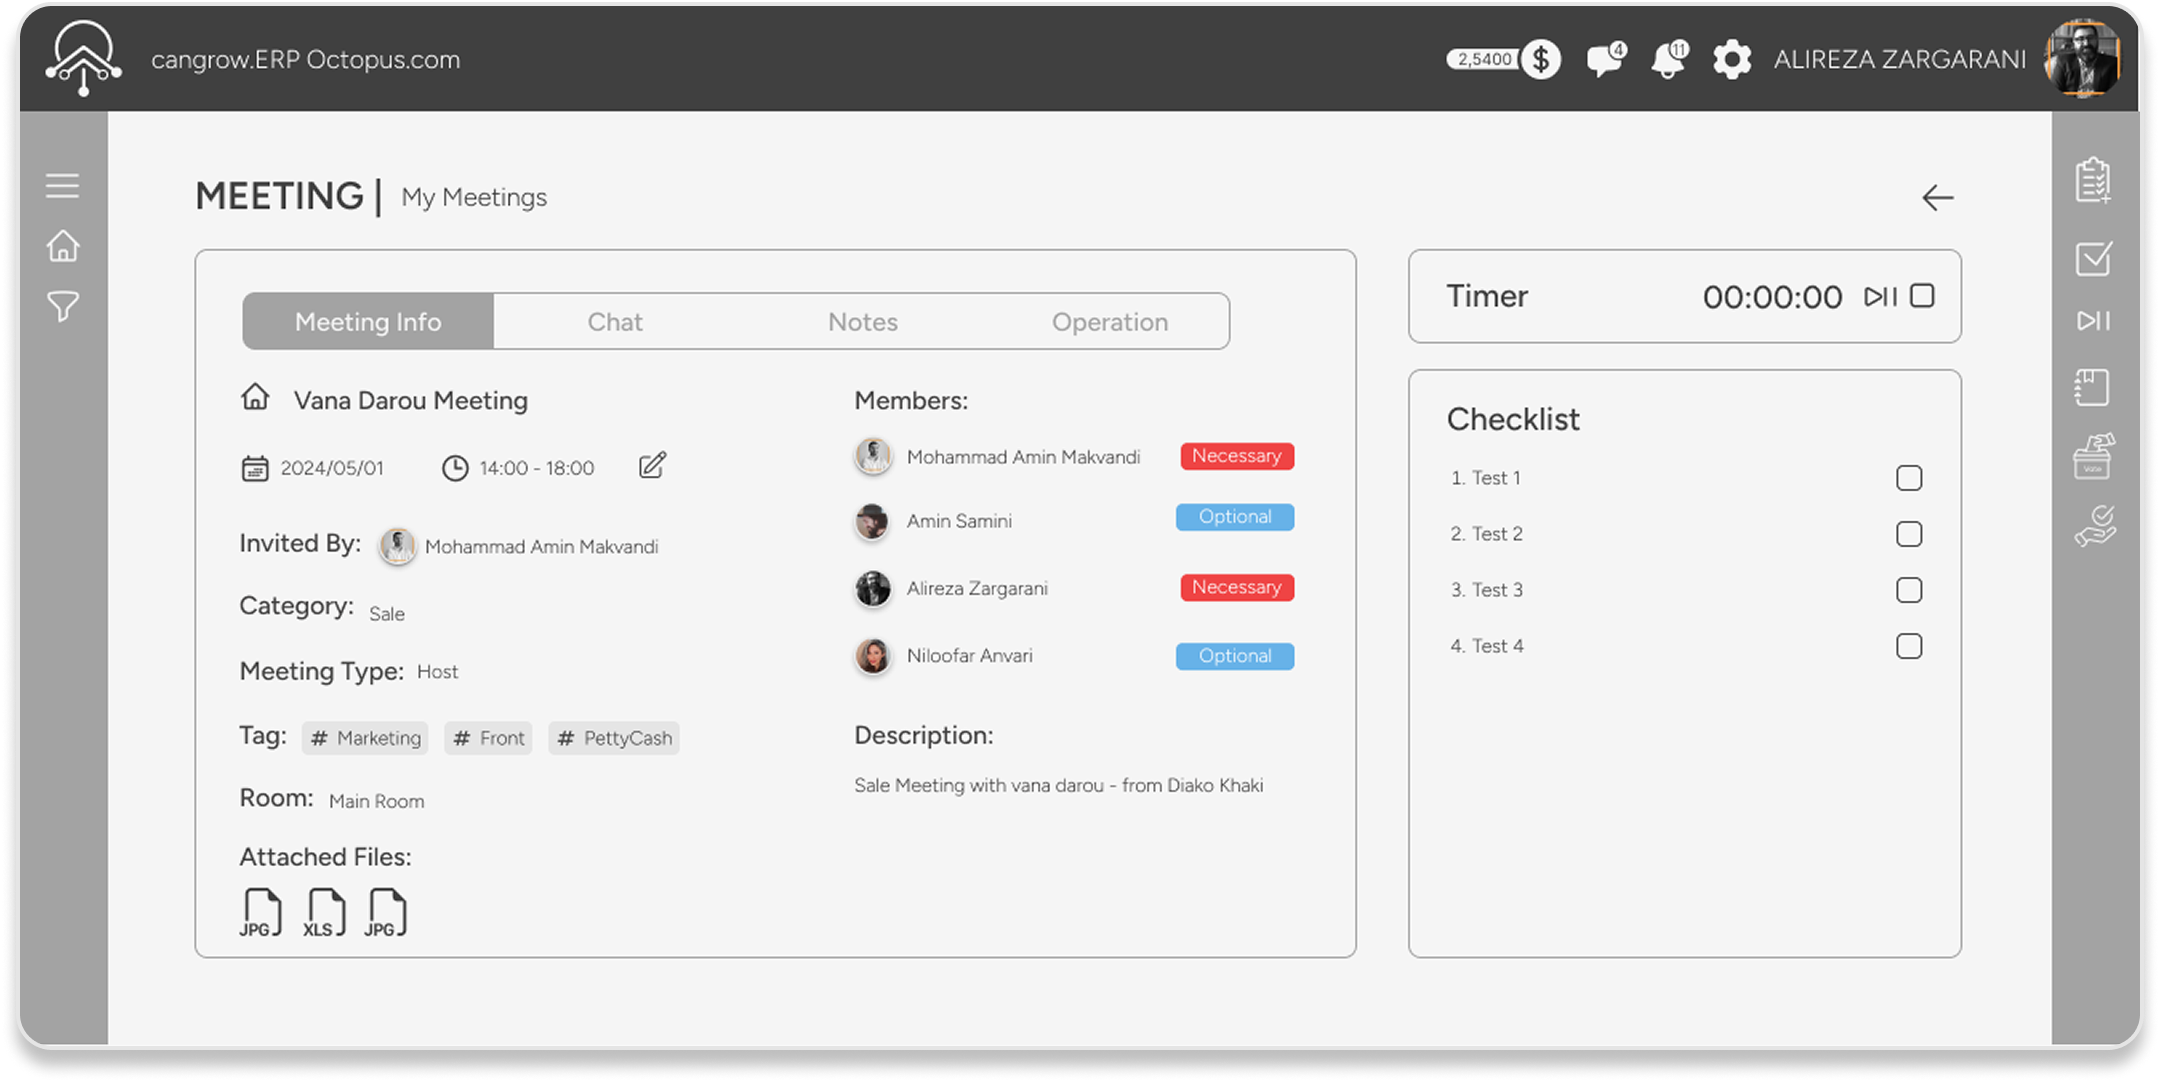 cangrow.ERP Octopus.com
2,5400 $
4
11
ALIREZA ZARGARANI
MEETING | My Meetings
Meeting Info
Chat
Notes
Operation
Vana Darou Meeting
2024/05/01
14:00 - 18:00
Invited By: Mohammad Amin Makvandi
Category: Sale
Meeting Type: Host
Tag: # Marketing # Front # PettyCash
Room: Main Room
Attached Files:
JPG XLS JPG
Members:
Mohammad Amin Makvandi Necessary
Amin Samini Optional
Alireza Zargarani Necessary
Niloofar Anvari Optional
Description:
Sale Meeting with vana darou - from Diako Khaki
Timer 00:00:00
Checklist
1. Test 1
2. Test 2
3. Test 3
4. Test 4
Vote